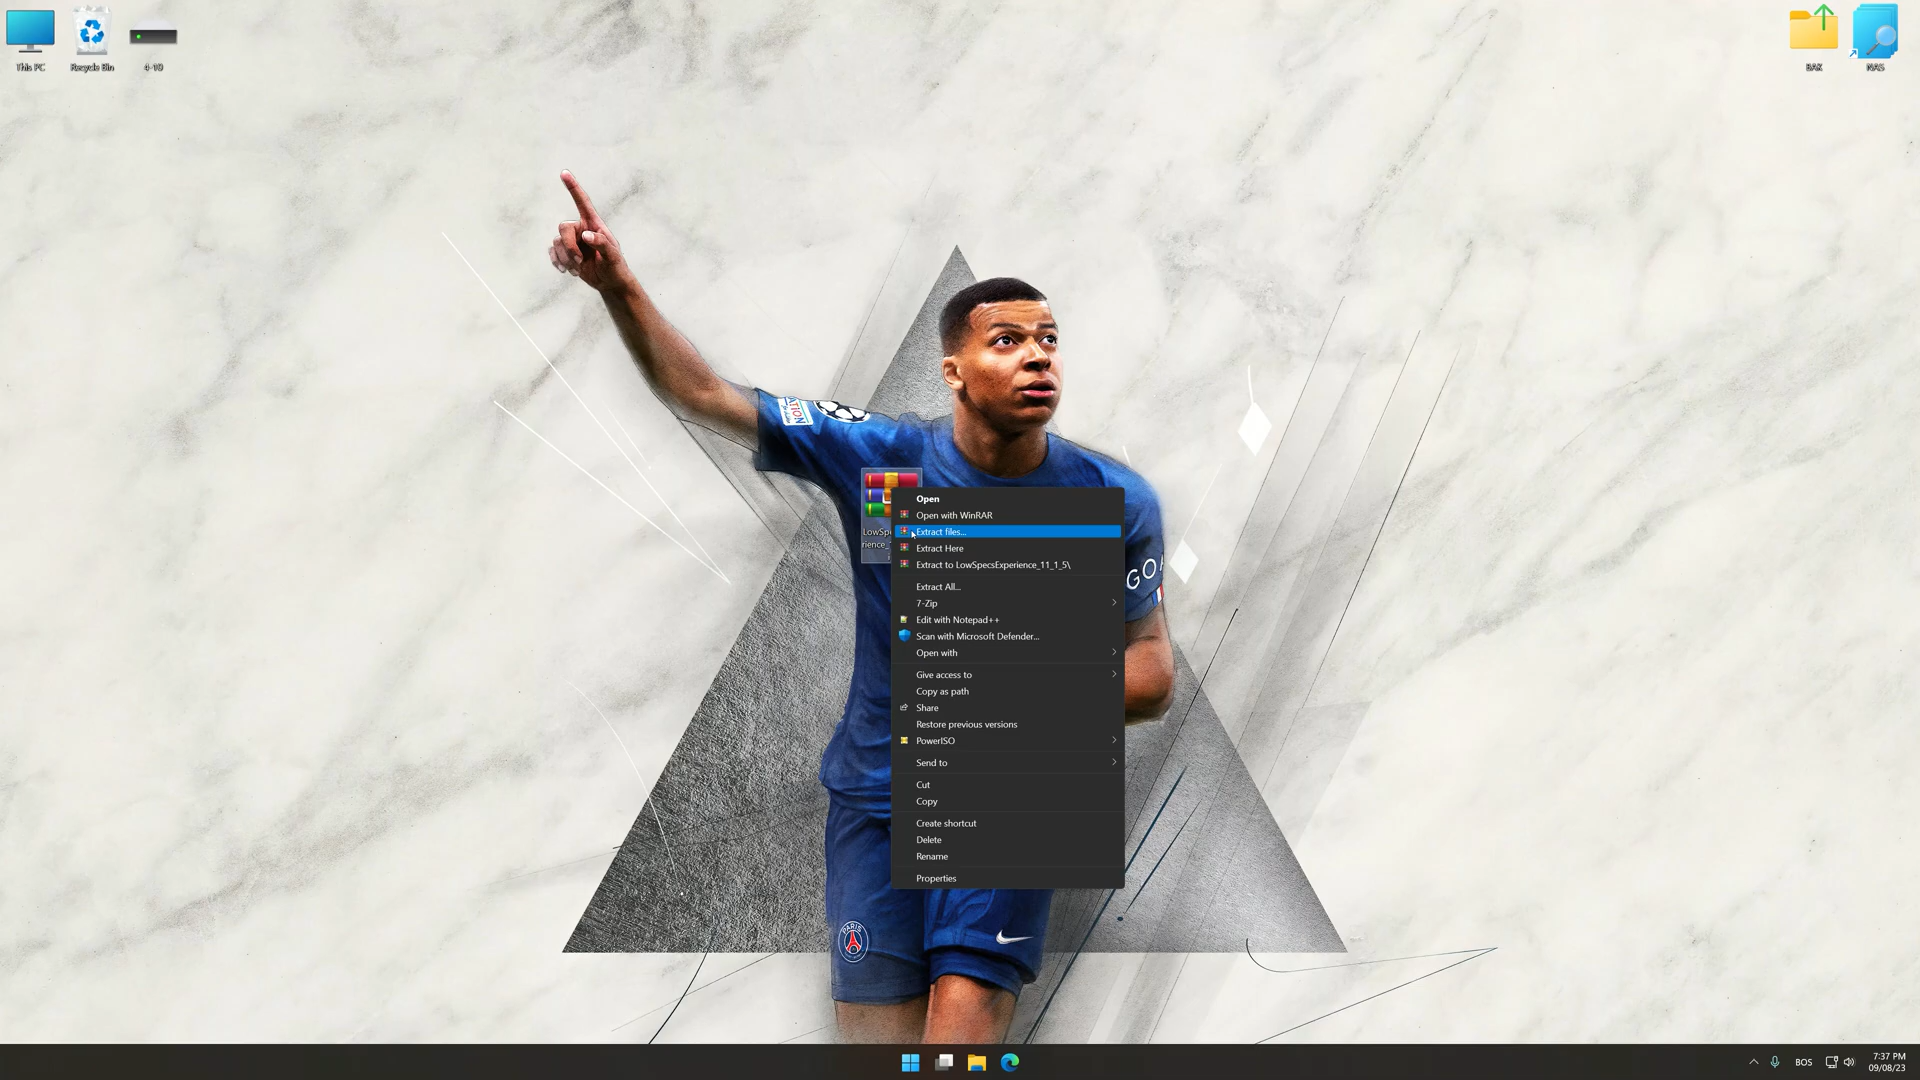 This PC
Recycle Bin
4-10
BAK
NAS
Open
Open with WinRAR
Extract files...
Extract Here
Extract to LowSpecsExperience_11_1_5\
Extract All...
7-Zip
Edit with Notepad++
Scan with Microsoft Defender...
Open with
Give access to
Copy as path
Share
Restore previous versions
PowerISO
Send to
Cut
Copy
Create shortcut
Delete
Rename
Properties
PARIS
BOS
7:37 PM
09/08/23